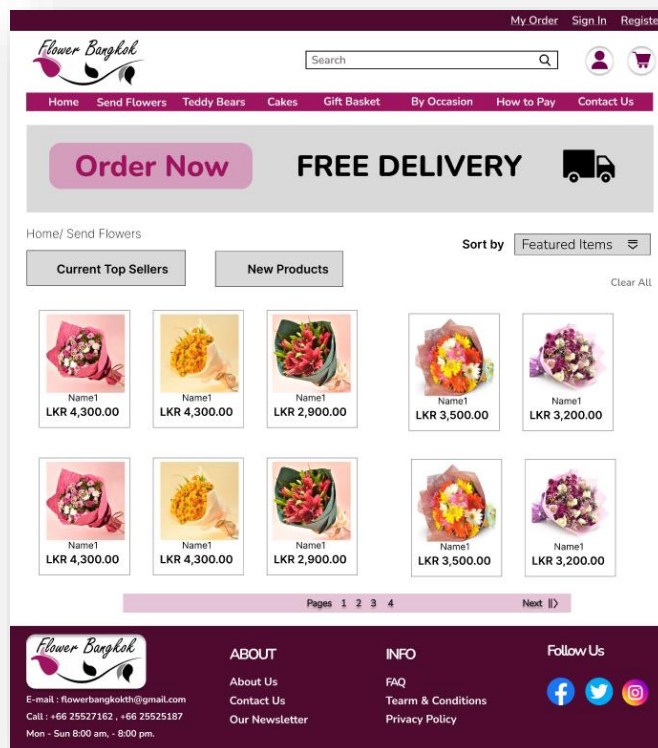 My Order Sign In Registe
Flower Bangkok
Search
Home Send Flowers Teddy Bears Cakes Gift Basket By Occasion How to Pay Contact Us
Order Now FREE DELIVERY
Home/ Send Flowers
Sort by Featured Items
Current Top Sellers New Products
Clear All
Name1 Name1 Name1 Name1 Name1
LKR 4,300.00 LKR 4,300.00 LKR 2,900.00 LKR 3,500.00 LKR 3,200.00
Name1 Name1 Name1 Name1 Name1
LKR 4,300.00 LKR 4,300.00 LKR 2,900.00 LKR 3,500.00 LKR 3,200.00
Pages 1 2 3 4 Next
Flower Bangkok
E-mail : flowerbangkokth@gmail.com
Call : +66 25527162 , +66 25525187
Mon - Sun 8:00 am, - 8:00 pm.
ABOUT
About Us
Contact Us
Our Newsletter
INFO
FAQ
Tearm & Conditions
Privacy Policy
Follow Us